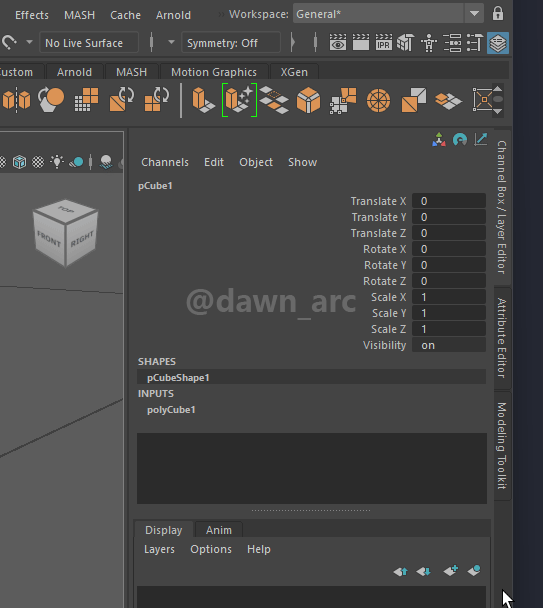 Effects MASH Cache Arnold Workspace: General*
No Live Surface Symmetry: Off IPR
Custom Arnold MASH Motion Graphics XGen
Channels Edit Object Show
pCube1
Translate X 0
Translate Y 0
Translate Z 0
Rotate X 0
Rotate Y 0
Rotate Z 0
Scale X 1
Scale Y 1
Scale Z 1
Visibility on
SHAPES
pCubeShape1
INPUTS
polyCube1
TOP
FRONT
RIGHT
@dawn_arc
Display Anim
Layers Options Help
Channel Box / Layer Editor
Attribute Editor
Modeling Toolkit